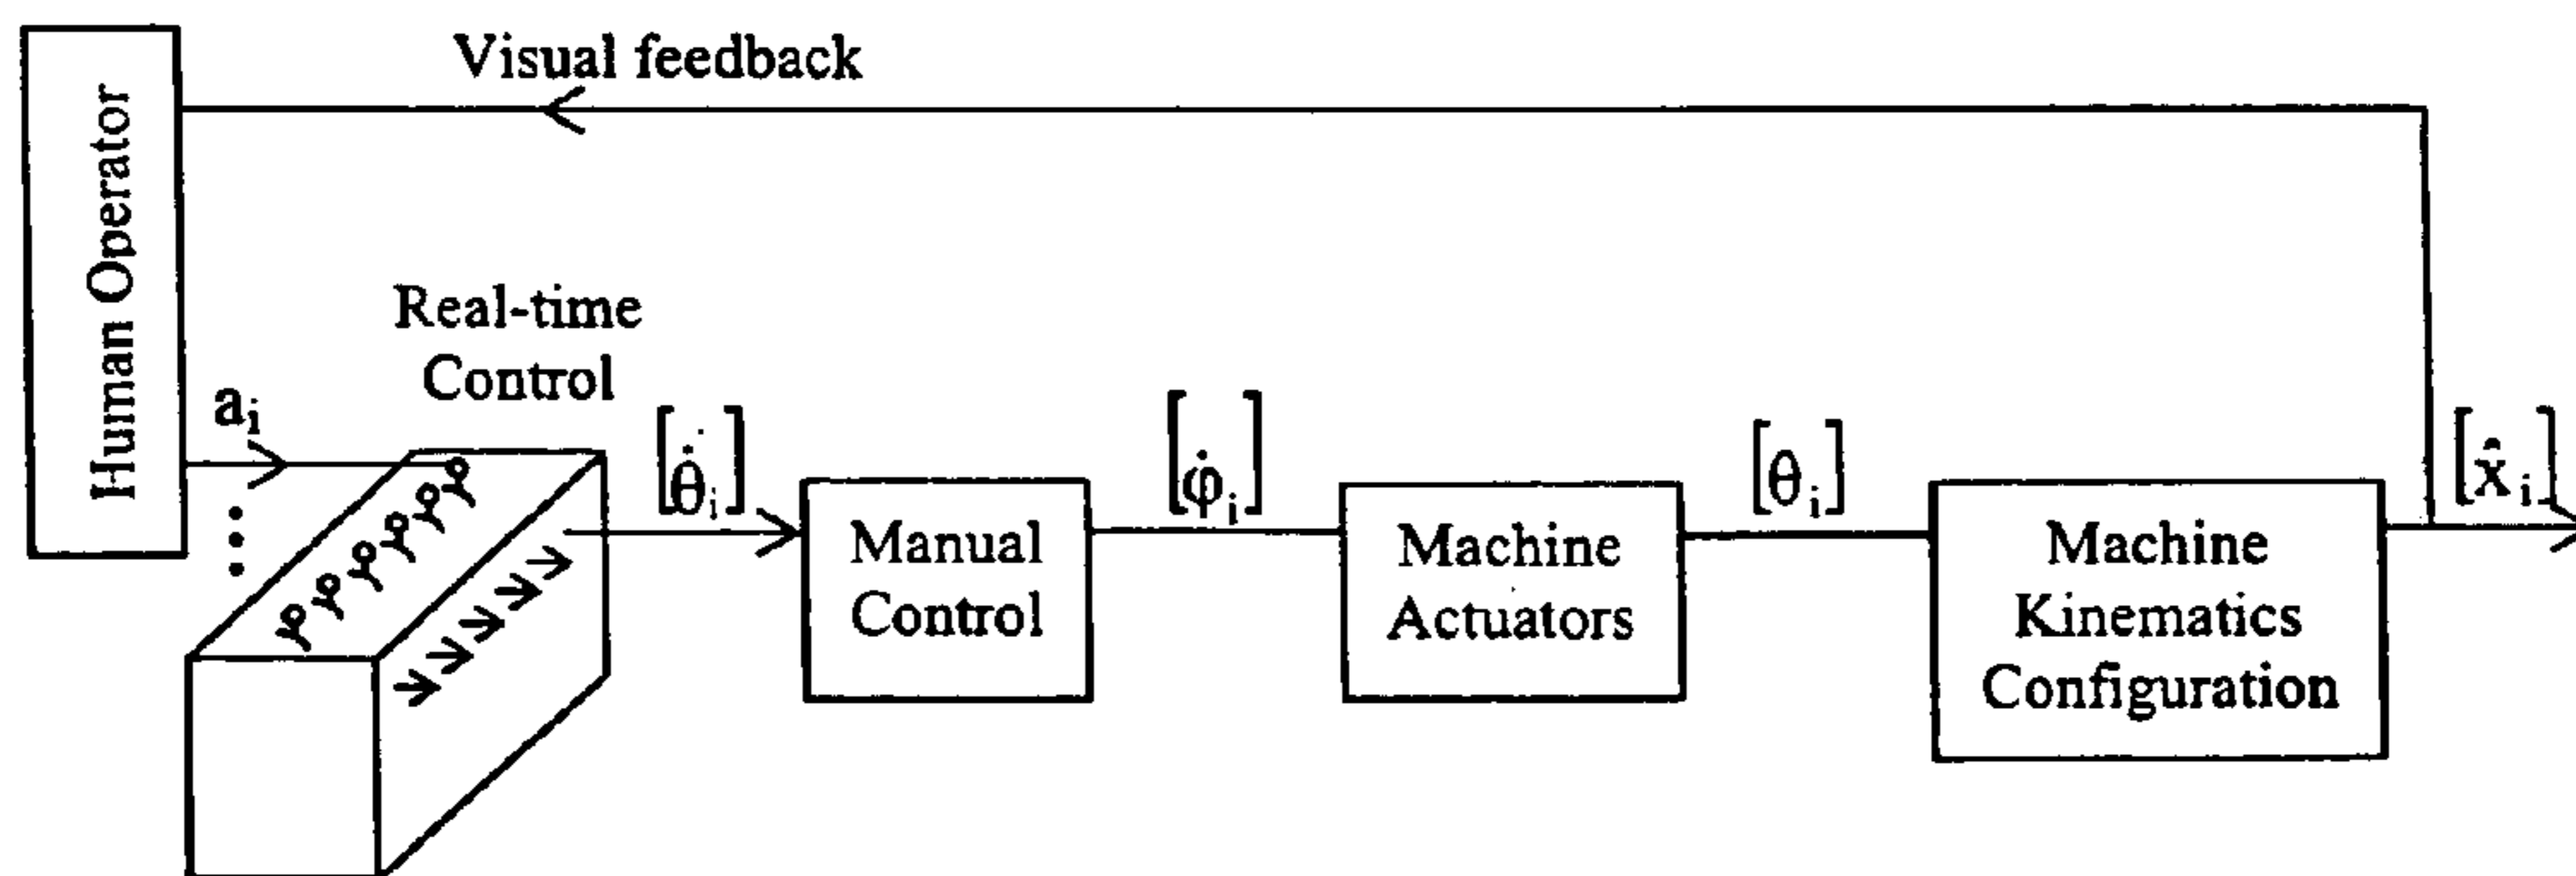 Visual feedback
Human Operator
Real-time
Control
a_i
[θ̇_i]
[φ̇_i]
[θ_i]
[x̂_i]
Manual
Control
Machine
Actuators
Machine
Kinematics
Configuration